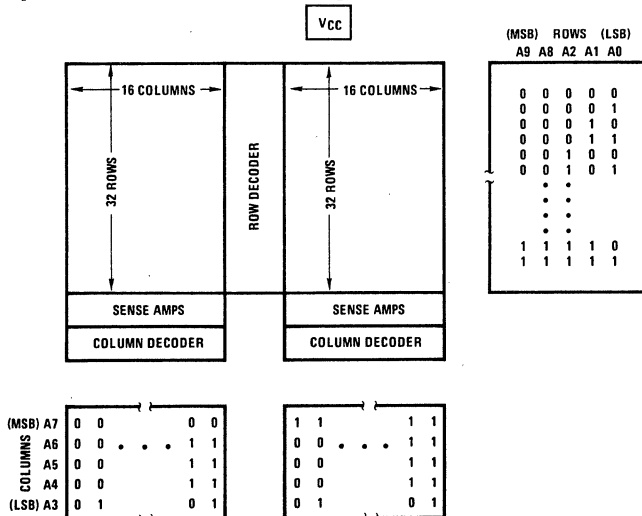 VCC
(MSB) ROWS (LSB)
A9 A8 A2 A1 A0
0 0 0 0 0
0 0 0 0 1
0 0 0 1 0
0 0 0 1 1
0 0 1 0 0
0 0 1 0 1
1 1 1 1 0
1 1 1 1 1
16 COLUMNS
32 ROWS
ROW DECODER
16 COLUMNS
32 ROWS
SENSE AMPS
SENSE AMPS
COLUMN DECODER
COLUMN DECODER
COLUMNS
(MSB) A7 0 0 0 0 1 1 1 1
A6 0 0 . . . 1 1 0 0 . . . 1 1
A5 0 0 1 1 0 0 1 1
A4 0 0 1 1 0 0 1 1
(LSB) A3 0 1 0 1 0 1 0 1